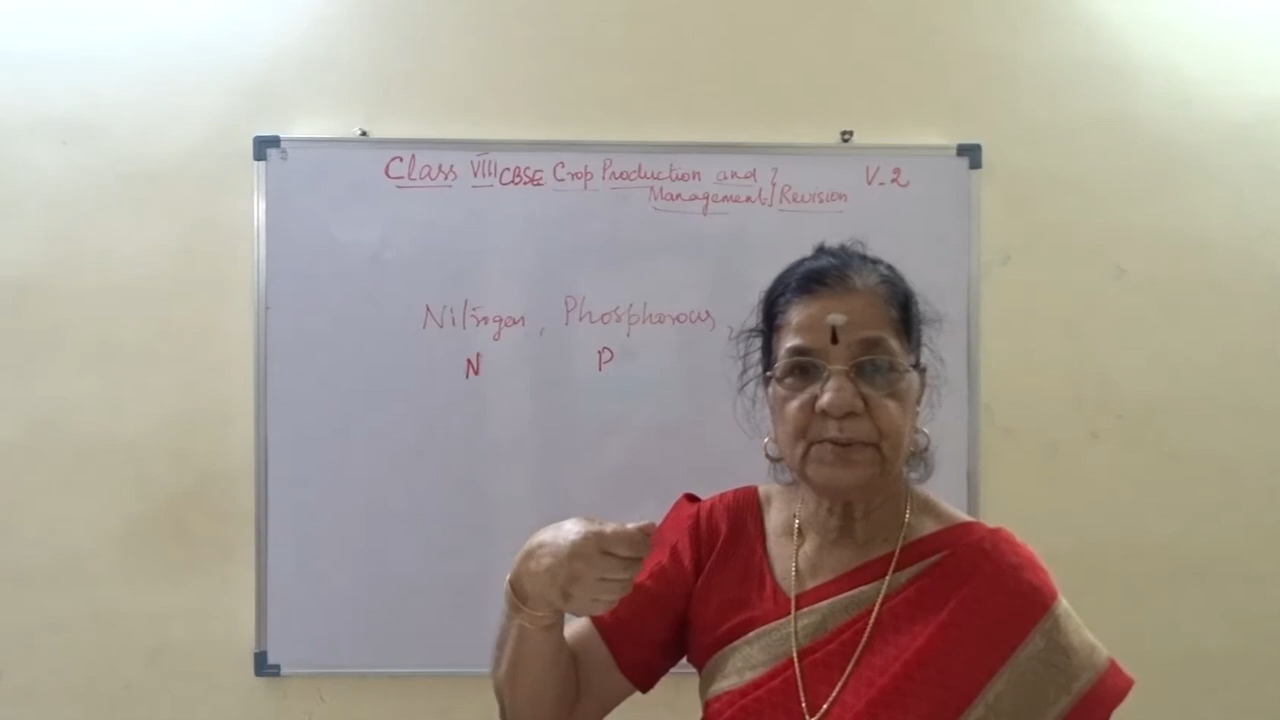 Class VIII CBSE Crop Production and } V-2
Management} Revision
Nitrogen, Phosphorous,
N P